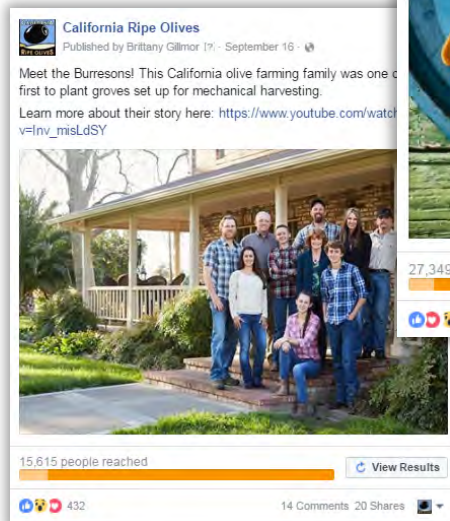 California Ripe Olives
Published by Brittany Gillmor [?] · September 16 ·
RIPE OLIVES
Meet the Burresons! This California olive farming family was one
first to plant groves set up for mechanical harvesting.
Learn more about their story here: https://www.youtube.com/watch
v=Inv_misLdSY
27,349
15,615 people reached
View Results
432
14 Comments 20 Shares